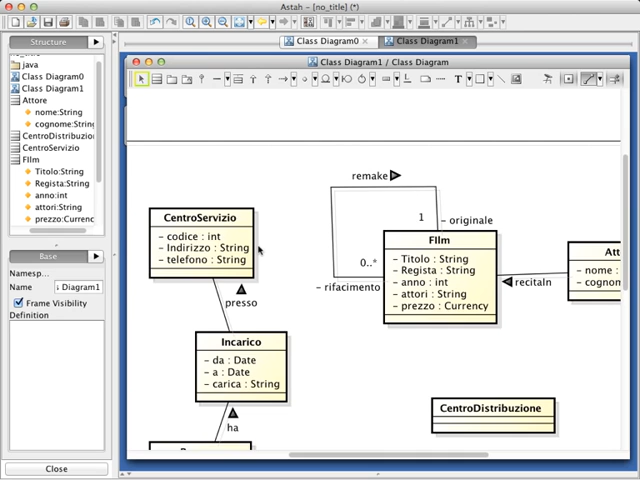 Astah - [no_title] (*)
Structure
java
Class Diagram0
Class Diagram1
Attore
nome:String
cognome:String
CentroDistribuzion
CentroServizio
FIlm
Titolo:String
Regista:String
anno:int
attori:String
prezzo:Currenc
Base
Namesp...
Name
: Diagram1
Frame Visibility
Definition
Close
Class Diagram0
Class Diagram1
Class Diagram1 / Class Diagram
remake
1
- originale
0..*
- rifacimento
CentroServizio
- codice : int
- Indirizzo : String
- telefono : String
presso
Incarico
- da : Date
- a : Date
- carica : String
ha
FIlm
- Titolo : String
- Regista : String
- anno : int
- attori : String
- prezzo : Currency
recitaIn
Att
- nome :
- cognom
CentroDistribuzione